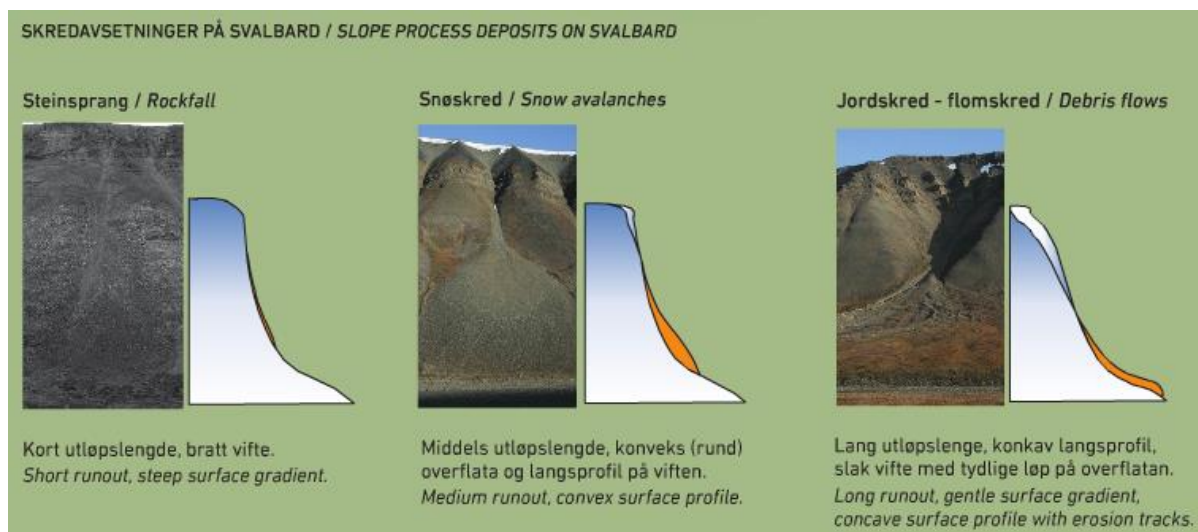 SKREDAVSETNINGER PÅ SVALBARD / SLOPE PROCESS DEPOSITS ON SVALBARD
Steinsprang / Rockfall
Kort utløpslengde, bratt vifte.
Short runout, steep surface gradient.
Snøskred / Snow avalanches
Middels utløpslengde, konveks (rund)
overflata og langsprofil på viften.
Medium runout, convex surface profile.
Jordskred - flomskred / Debris flows
Lang utløpslenge, konkav langsprofil,
slak vifte med tydlige løp på overflatan.
Long runout, gentle surface gradient,
concave surface profile with erosion tracks.